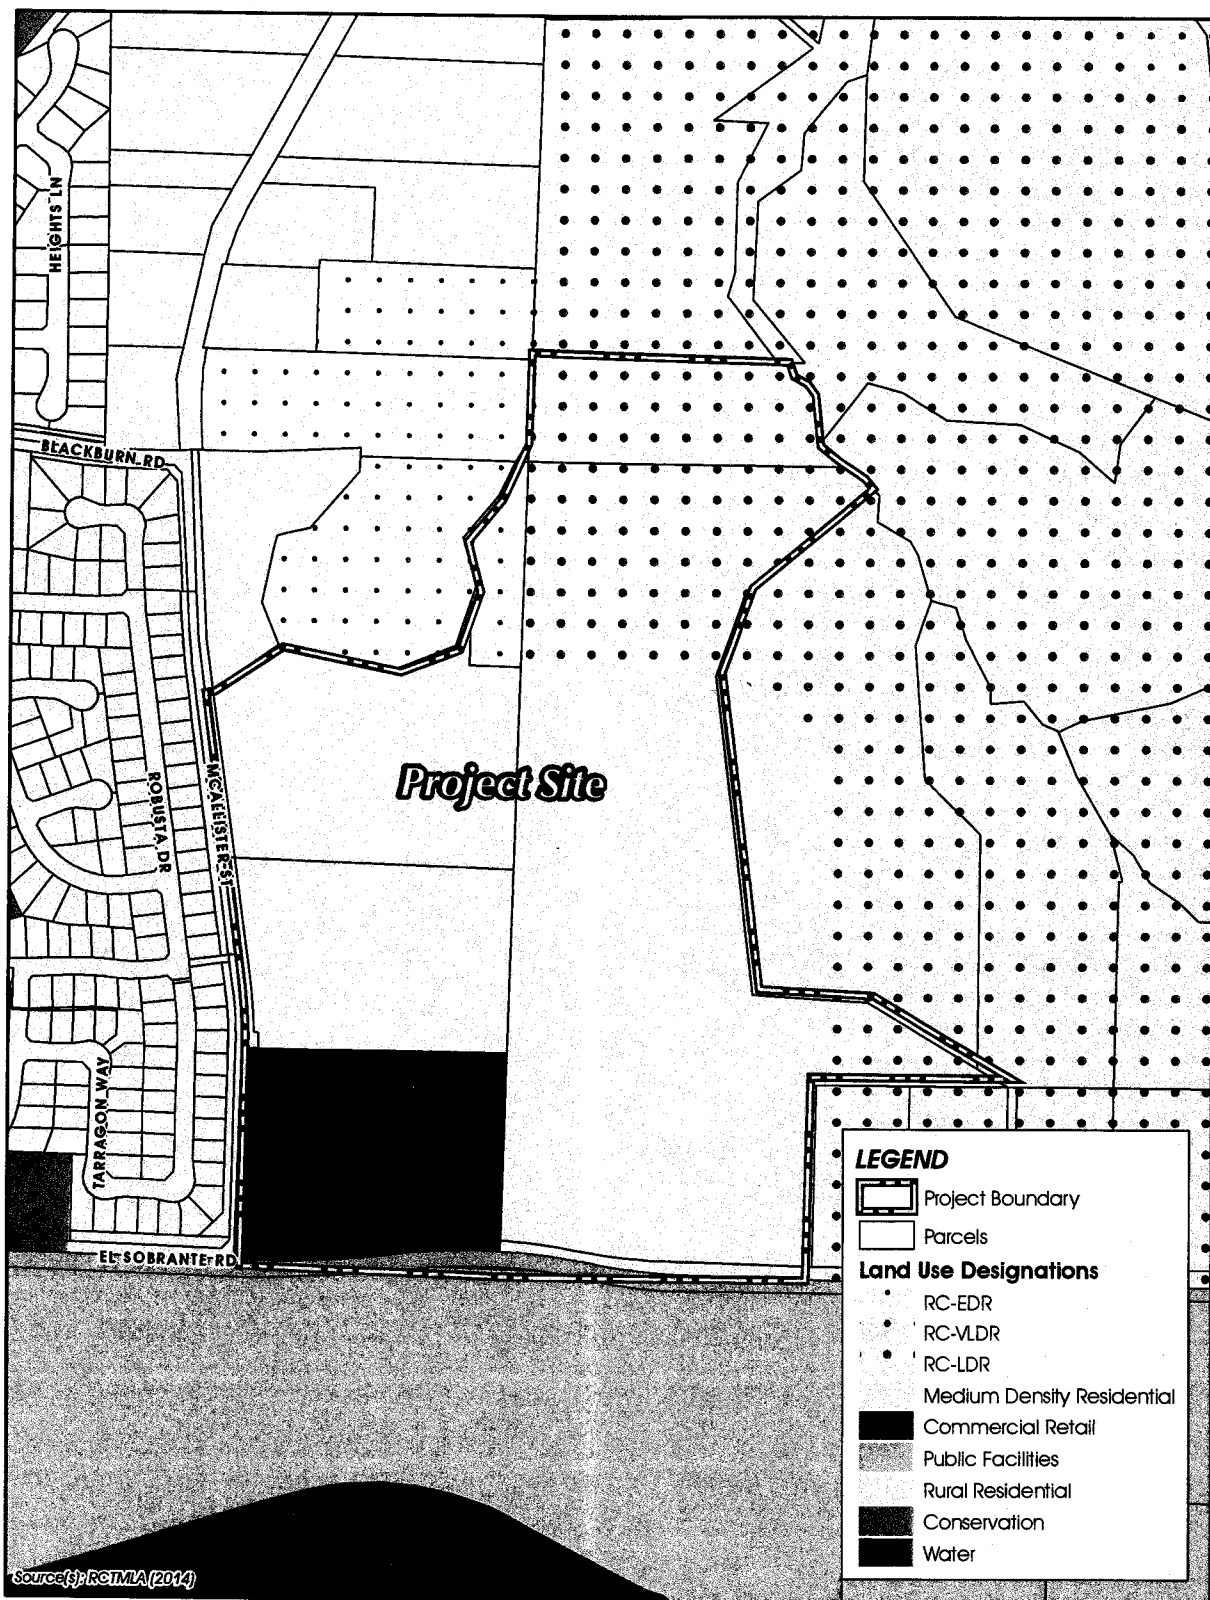 HEIGHTS LN
BLACKBURN RD
ROBUSTA DR
MCALLISTER ST
Project Site
TARRAGON WAY
EL SOBRANTE RD
LEGEND
Project Boundary
Parcels
Land Use Designations
RC-EDR
RC-VLDR
RC-LDR
Medium Density Residential
Commercial Retail
Public Facilities
Rural Residential
Conservation
Water
Source(s): RCTMLA (2014)